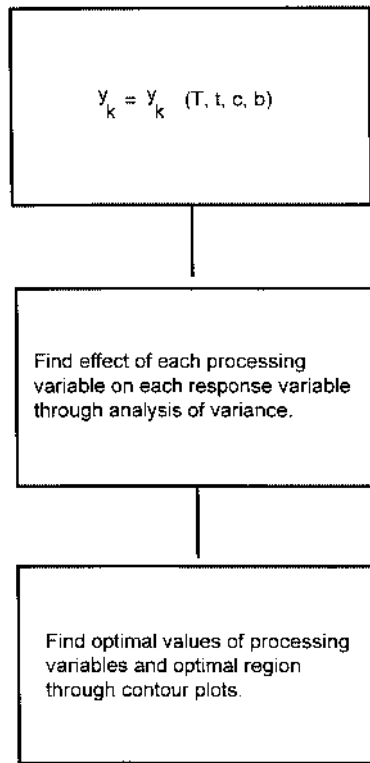 y_k = y_k (T, t, c, b)
Find effect of each processing
variable on each response variable
through analysis of variance.
Find optimal values of processing
variables and optimal region
through contour plots.